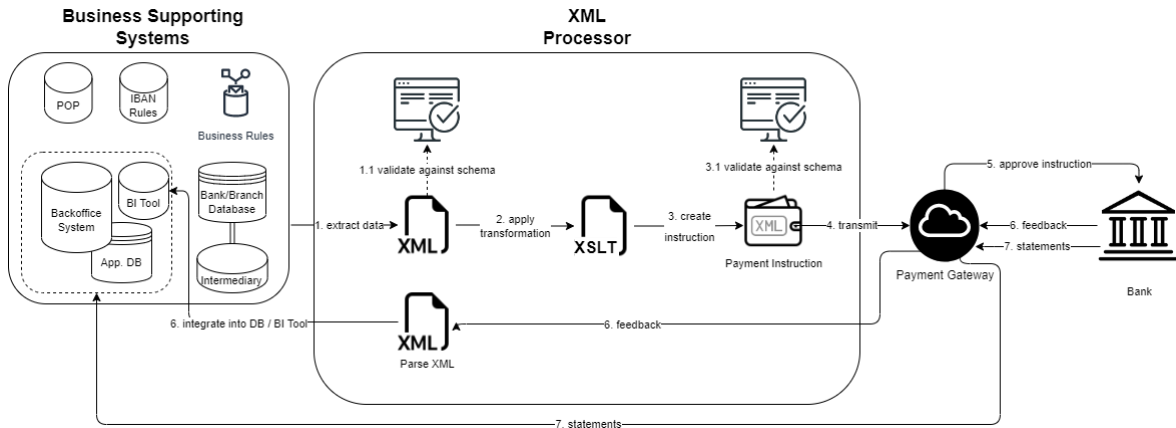 Business Supporting
Systems
XML
Processor
POP
IBAN
Rules
Business Rules
1.1 validate against schema
3.1 validate against schema
5. approve instruction
Backoffice
System
BI Tool
App. DB
Bank/Branch
Database
Intermediary
1. extract data
XML
2. apply
transformation
XSLT
3. create
instruction
XML
Payment Instruction
4. transmit
Payment Gateway
6. feedback
7. statements
Bank
6. integrate into DB / BI Tool
XML
Parse XML
6. feedback
7. statements